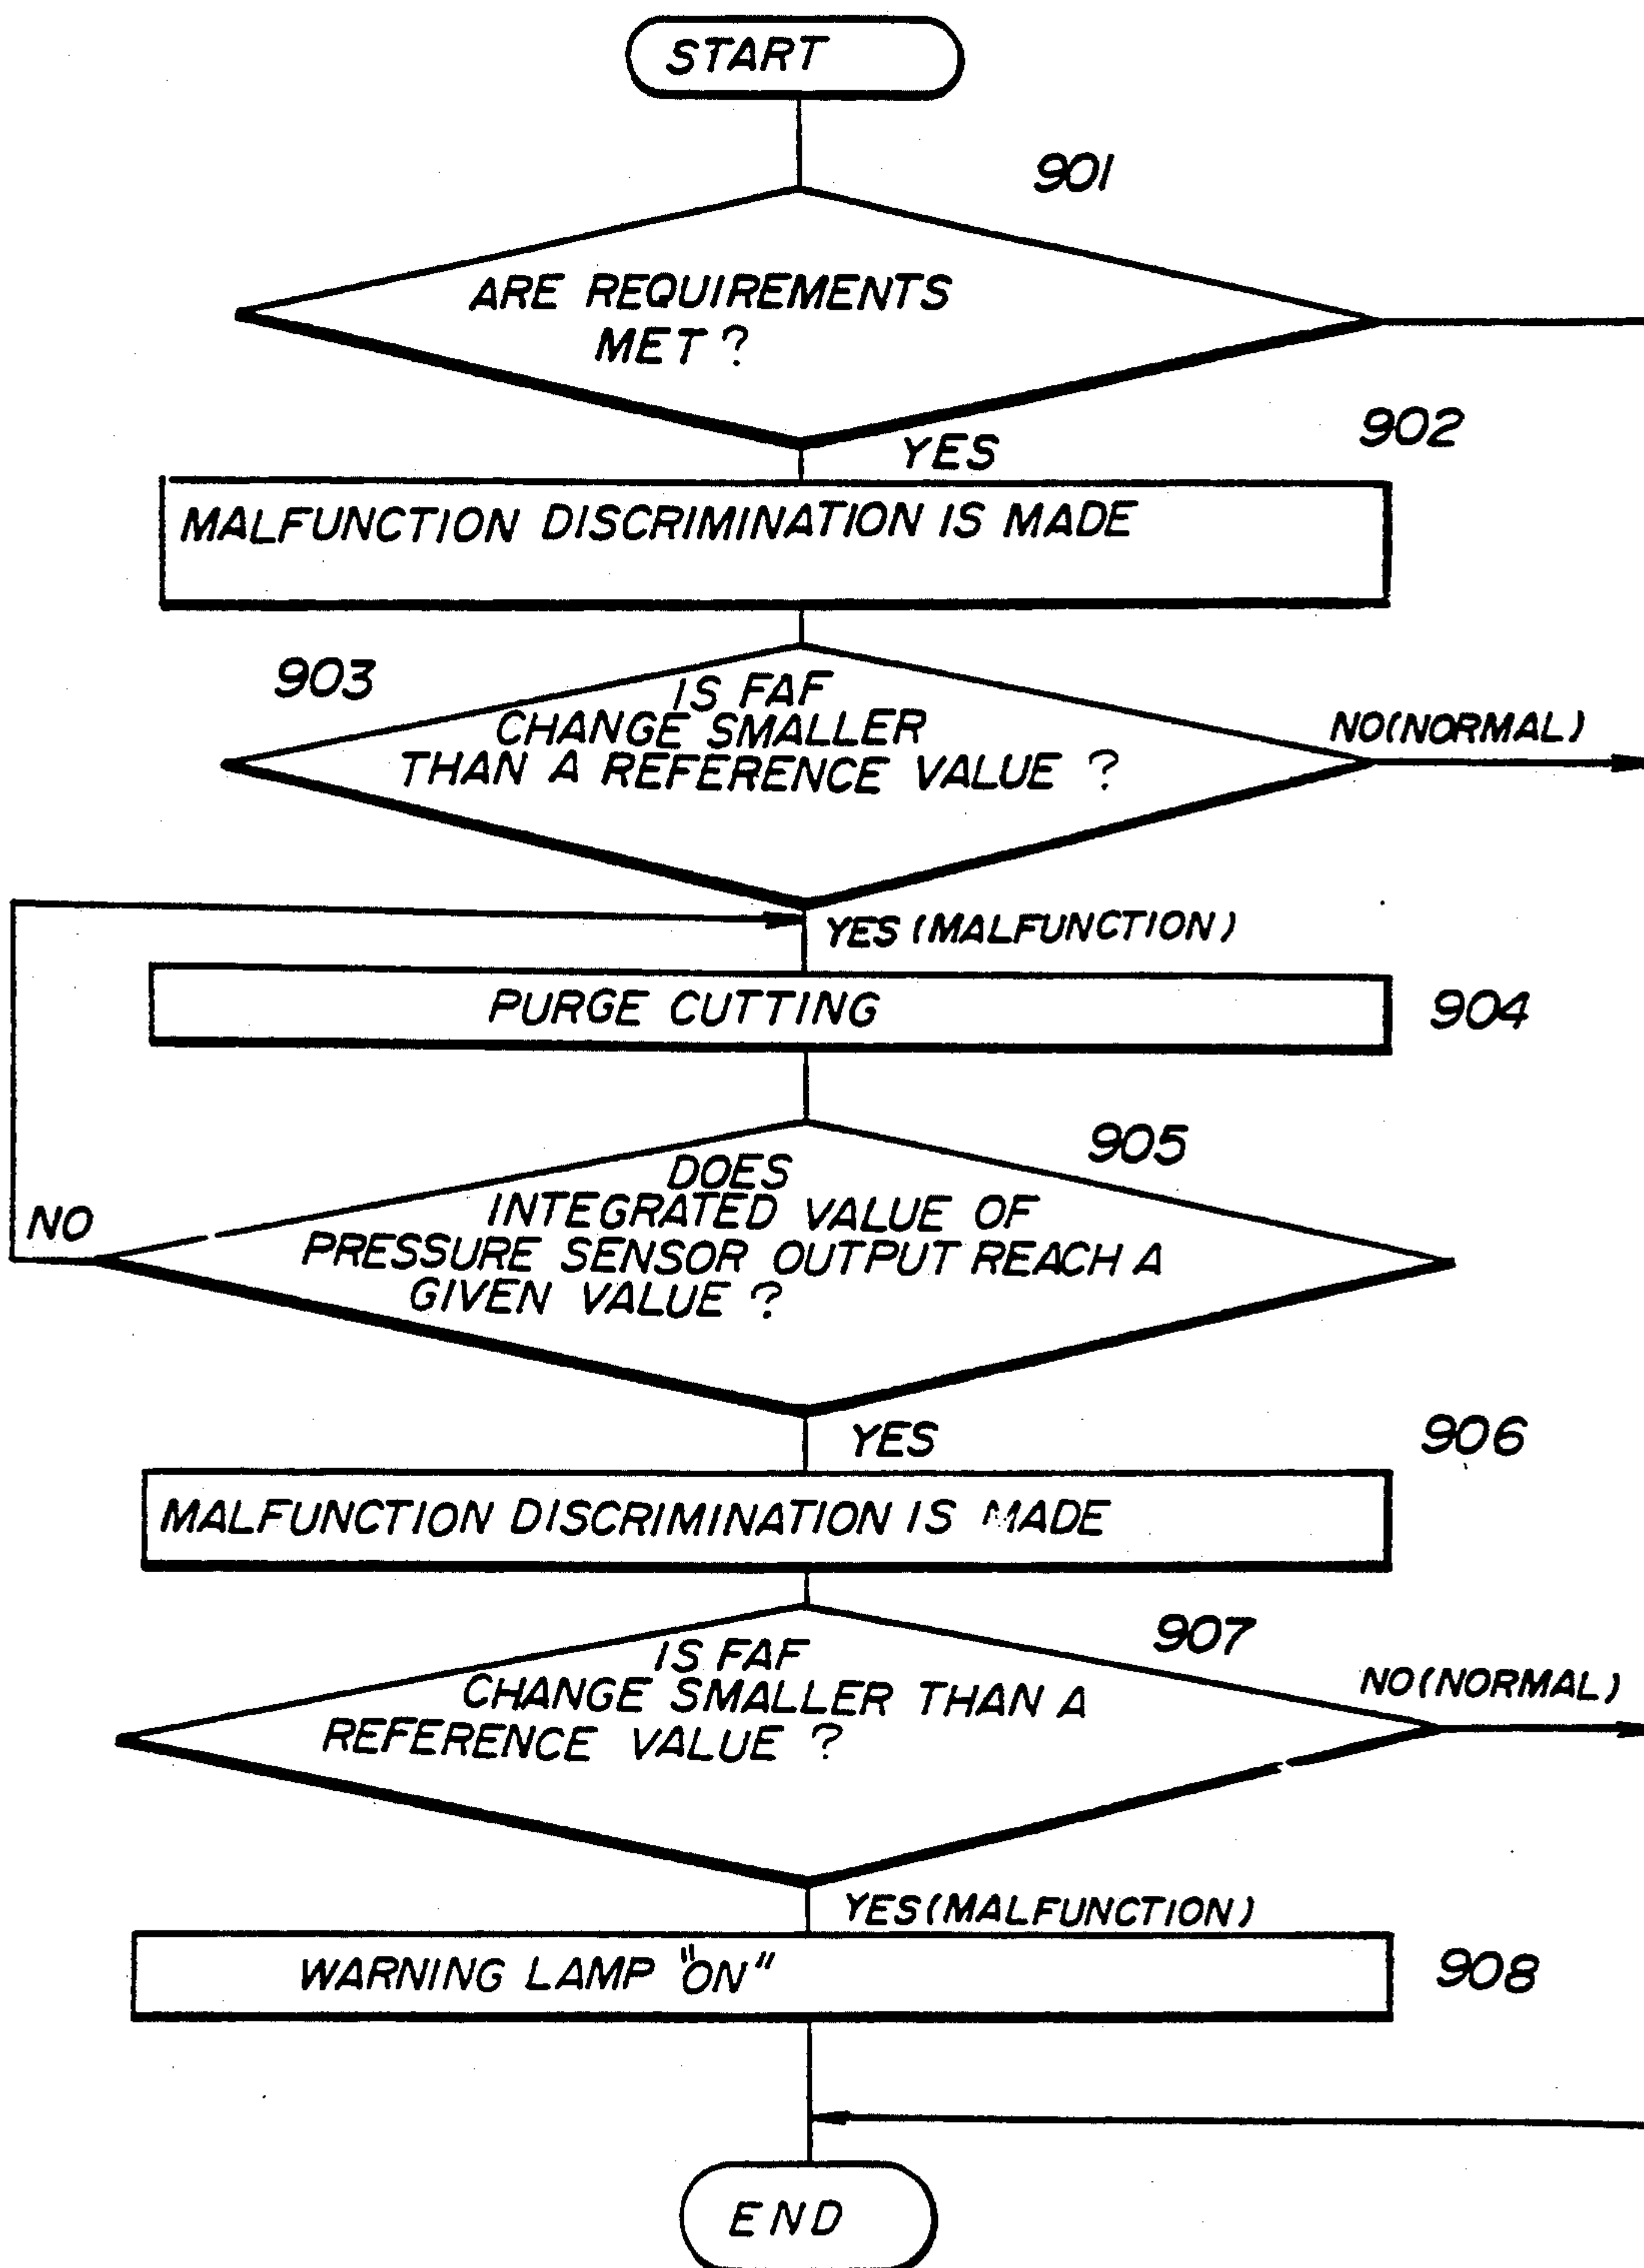 START
901
ARE REQUIREMENTS
MET ?
YES
902
MALFUNCTION DISCRIMINATION IS MADE
903
IS FAF
CHANGE SMALLER
THAN A REFERENCE VALUE ?
NO(NORMAL)
YES (MALFUNCTION)
PURGE CUTTING
904
905
DOES
INTEGRATED VALUE OF
PRESSURE SENSOR OUTPUT REACH A
GIVEN VALUE ?
NO
YES
906
MALFUNCTION DISCRIMINATION IS MADE
907
IS FAF
CHANGE SMALLER THAN A
REFERENCE VALUE ?
NO(NORMAL)
YES(MALFUNCTION)
WARNING LAMP "ON"
908
END